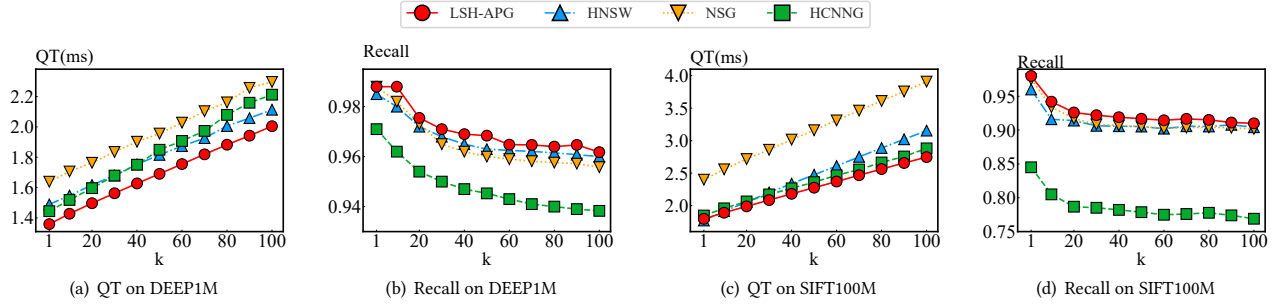 LSH-APG HNSW NSG HCNNG
QT(ms)
2.2
2.0
1.8
1.6
1.4
1 20 40 60 80 100
k
(a) QT on DEEP1M
Recall
0.98
0.96
0.94
1 20 40 60 80 100
k
(b) Recall on DEEP1M
QT(ms)
4.0
3.5
3.0
2.5
2.0
1 20 40 60 80 100
k
(c) QT on SIFT100M
Recall
0.95
0.90
0.85
0.80
0.75
1 20 40 60 80 100
k
(d) Recall on SIFT100M